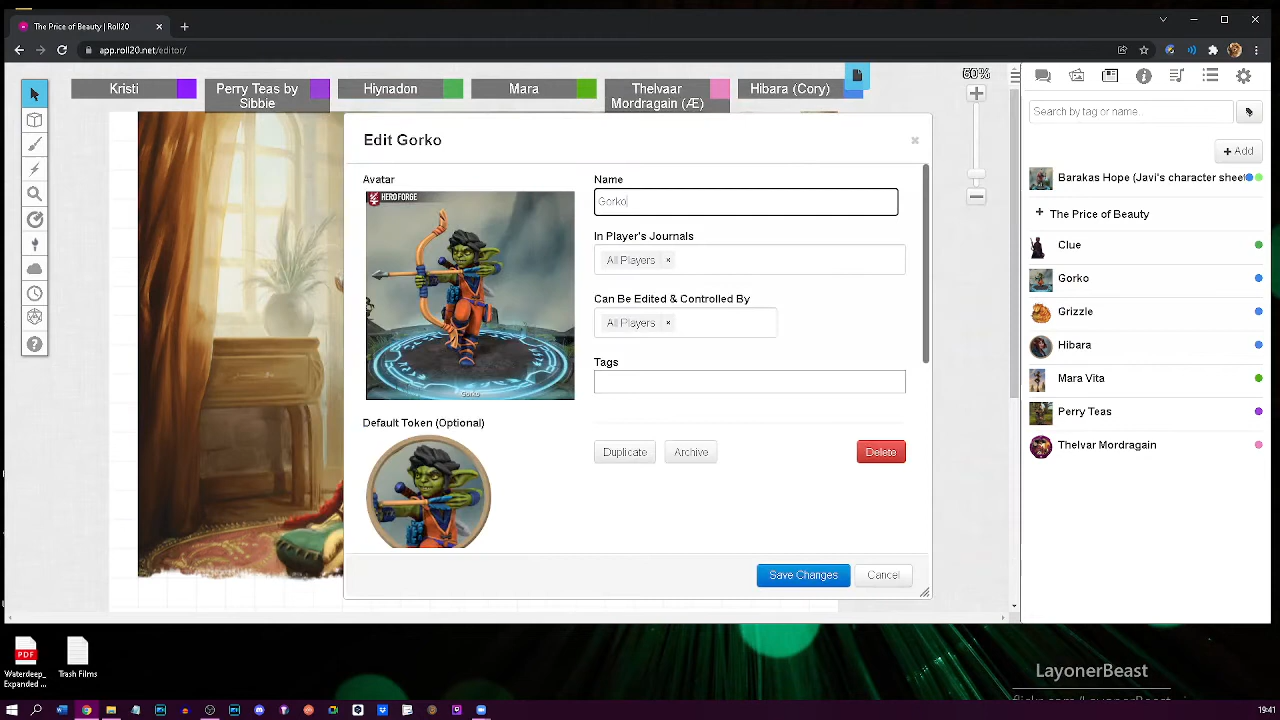 The Price of Beauty | Roll20
app.roll20.net/editor/
Kristi
Perry Teas by
Sibbie
Hiynadon
Mara
Thelvaar
Mordragain (Æ)
Hibara (Cory)
60%
Search by tag or name.
Add
Barakas Hope (Javi's character sheet
The Price of Beauty
Clue
Gorko
Grizzle
Hibara
Mara Vita
Perry Teas
Thelvar Mordragain
Edit Gorko
Avatar
HERO FORGE
Gorko
Default Token (Optional)
Name
Gorko
In Player's Journals
All Players ×
Can Be Edited & Controlled By
All Players ×
Tags
Duplicate
Archive
Delete
Save Changes
Cancel
PDF
Waterdeep_
Expanded ...
Trash Films
LayonerBeast
19:41